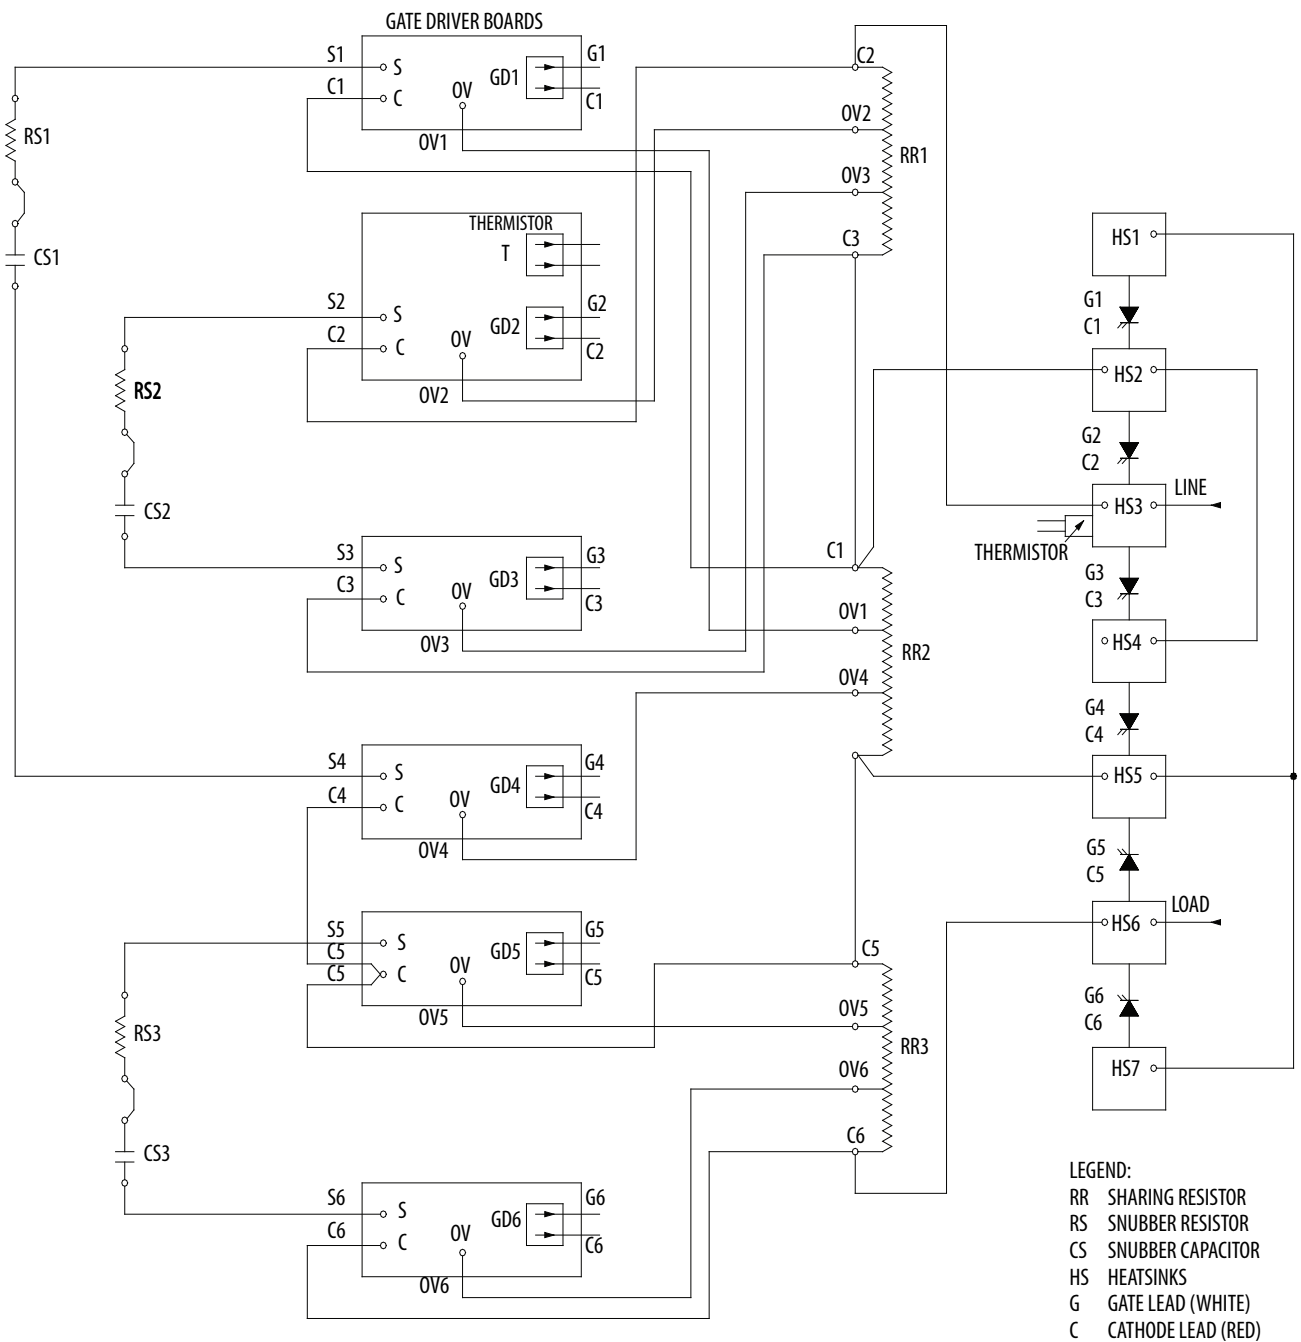 GATE DRIVER BOARDS
S1
S
C1
C
OV
GD1
G1
C1
OV1
RS1
CS1
THERMISTOR
T
S2
S
C2
C
OV
GD2
G2
C2
OV2
RS2
CS2
S3
S
C3
C
OV
GD3
G3
C3
OV3
S4
S
C4
C
OV
GD4
G4
C4
OV4
S5
S
C5
C5
C
OV
GD5
G5
C5
OV5
RS3
CS3
S6
S
C6
C
OV
GD6
G6
C6
OV6
C2
OV2
RR1
OV3
C3
C1
OV1
RR2
OV4
C5
OV5
RR3
OV6
C6
HS1
G1
C1
HS2
G2
C2
HS3
LINE
THERMISTOR
G3
C3
HS4
G4
C4
HS5
G5
C5
HS6
LOAD
G6
C6
HS7
LEGEND:
RR SHARING RESISTOR
RS SNUBBER RESISTOR
CS SNUBBER CAPACITOR
HS HEATSINKS
G GATE LEAD (WHITE)
C CATHODE LEAD (RED)